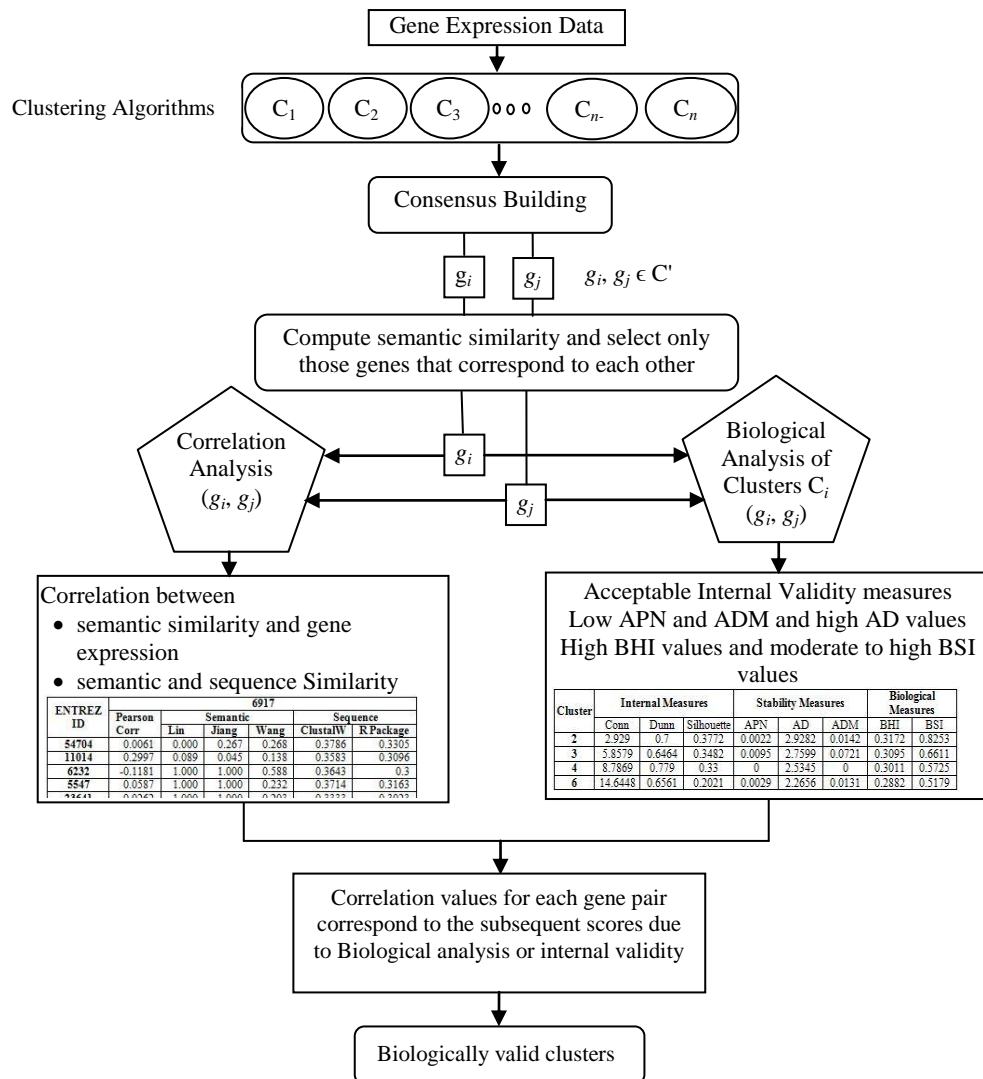 Gene Expression Data
Clustering Algorithms
C1 C2 C3 Cn- Cn
Consensus Building
gi gj gi, gj ϵ C'
Compute semantic similarity and select only
those genes that correspond to each other
Correlation
Analysis
(gi, gj)
gi
gj
Biological
Analysis of
Clusters Ci
(gi, gj)
Correlation between
• semantic similarity and gene
expression
• semantic and sequence Similarity
ENTREZ ID 6917
Pearson Corr Semantic Sequence
Lin Jiang Wang ClustalW R Package
54704 0.0061 0.000 0.267 0.268 0.3786 0.3305
11014 0.2997 0.089 0.045 0.138 0.3583 0.3096
6232 -0.1181 1.000 1.000 0.588 0.3643 0.3
5547 0.0587 1.000 1.000 0.232 0.3714 0.3163
Acceptable Internal Validity measures
Low APN and ADM and high AD values
High BHI values and moderate to high BSI
values
Cluster Internal Measures Stability Measures Biological Measures
Conn Dunn Silhouette APN AD ADM BHI BSI
2 2.929 0.7 0.3772 0.0022 2.9282 0.0142 0.3172 0.8253
3 5.8579 0.6464 0.3482 0.0095 2.7599 0.0721 0.3095 0.6611
4 8.7869 0.779 0.33 0 2.5345 0 0.3011 0.5725
6 14.6448 0.6561 0.2021 0.0029 2.2656 0.0131 0.2882 0.5179
Correlation values for each gene pair
correspond to the subsequent scores due
to Biological analysis or internal validity
Biologically valid clusters